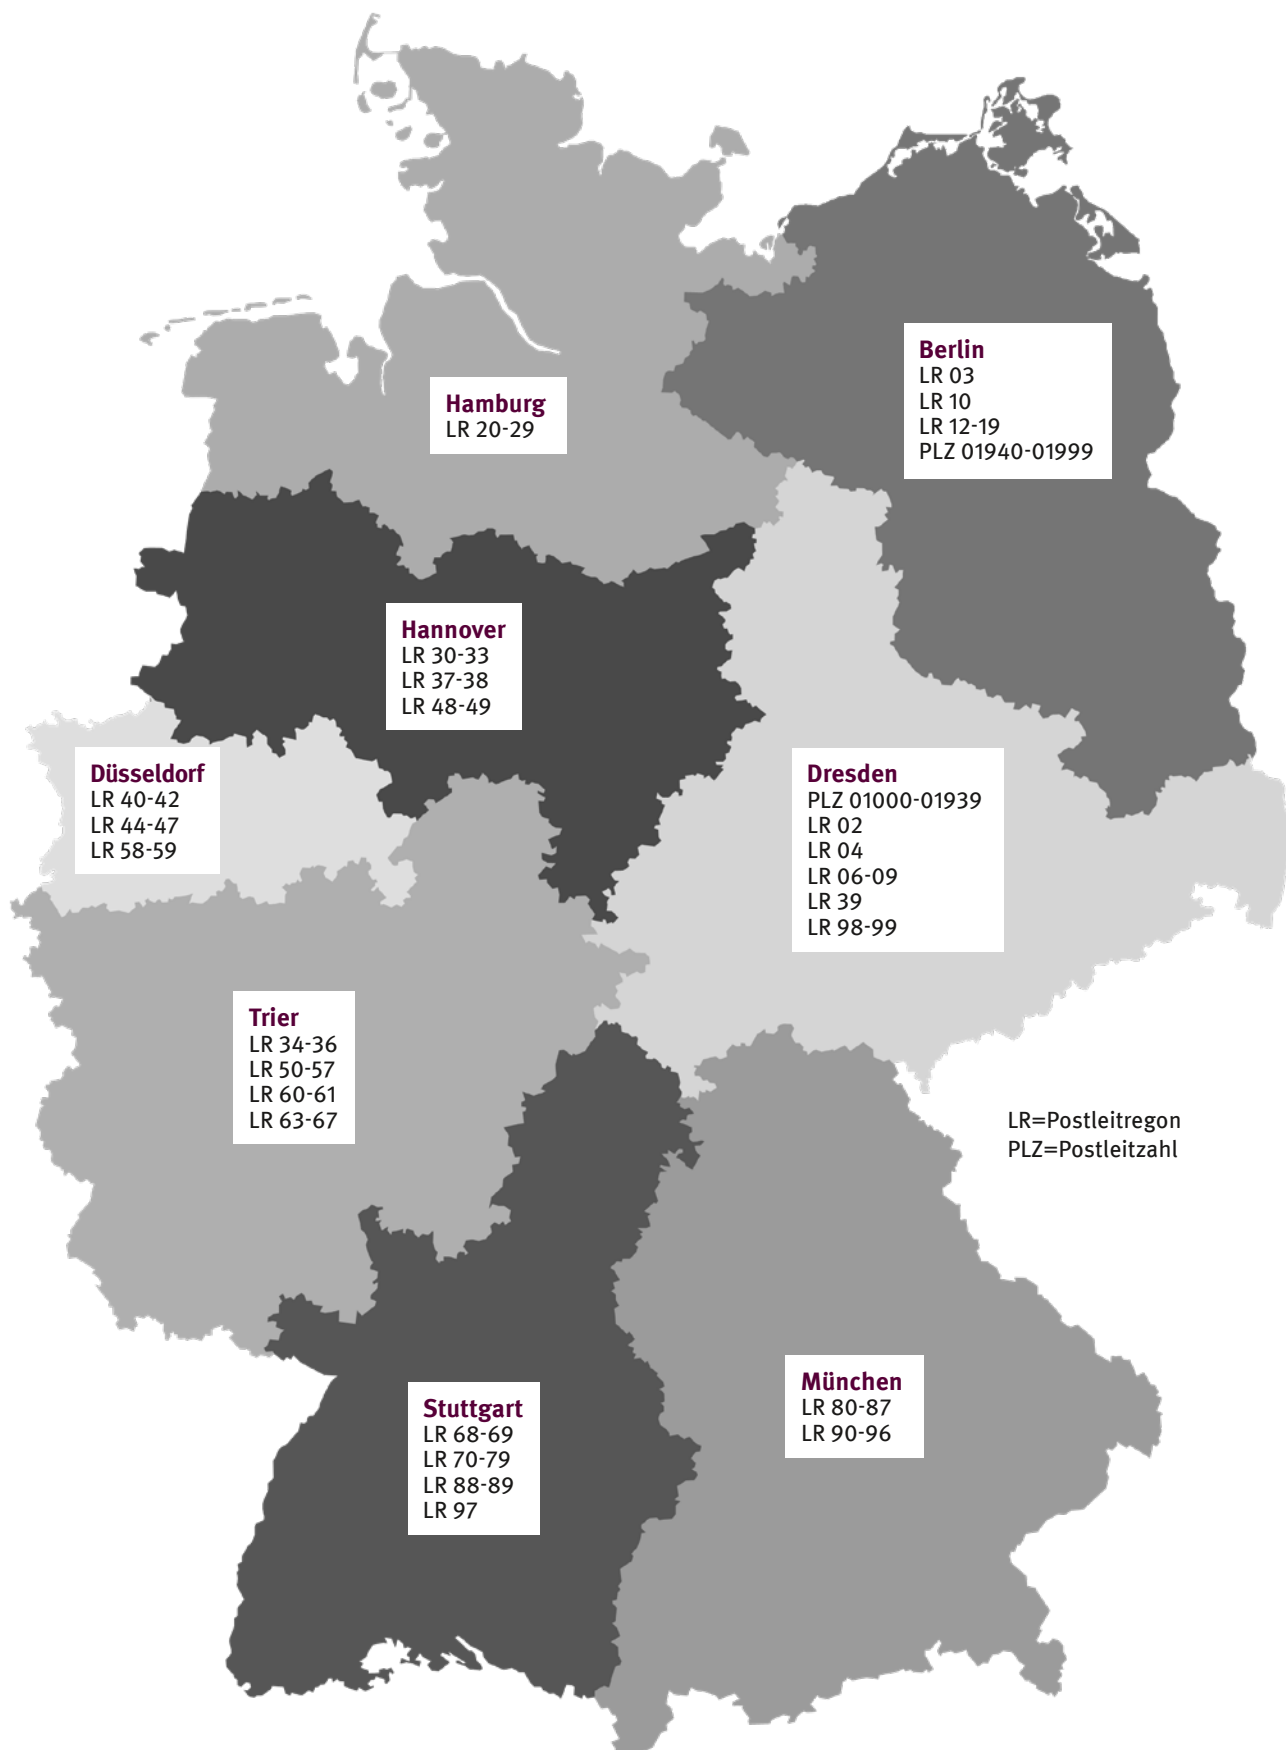 Berlin
LR 03
LR 10
LR 12-19
PLZ 01940-01999
Hamburg
LR 20-29
Hannover
LR 30-33
LR 37-38
LR 48-49
Düsseldorf
LR 40-42
LR 44-47
LR 58-59
Dresden
PLZ 01000-01939
LR 02
LR 04
LR 06-09
LR 39
LR 98-99
Trier
LR 34-36
LR 50-57
LR 60-61
LR 63-67
LR=Postleitregon
PLZ=Postleitzahl
München
LR 80-87
LR 90-96
Stuttgart
LR 68-69
LR 70-79
LR 88-89
LR 97